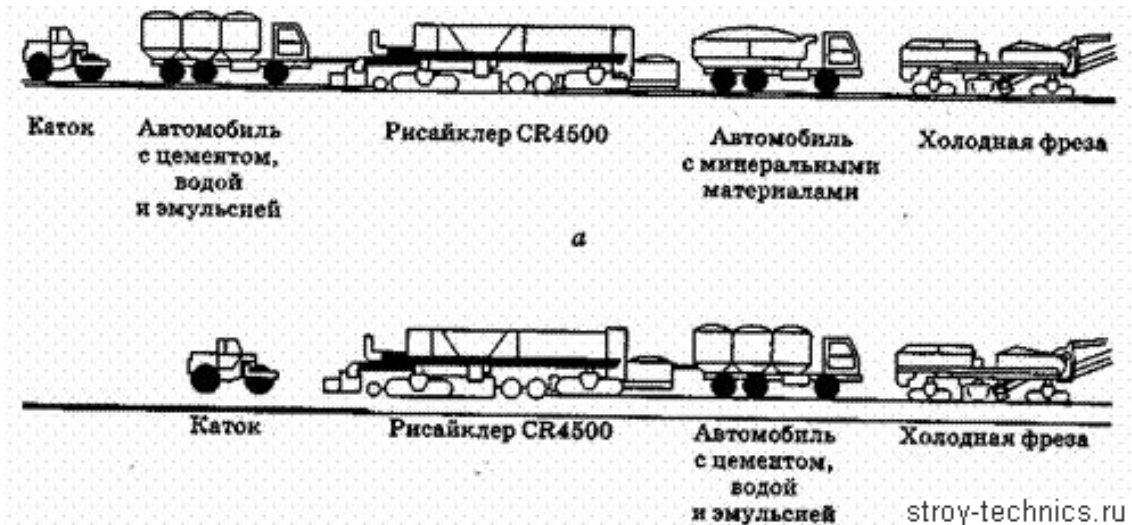 Каток
Автомобиль
с цементом,
водой
и эмульсией
Рисайклер CR4500
Автомобиль
с минеральными
материалами
Холодная фреза
а
Каток
Рисайклер CR4500
Автомобиль
с цементом,
водой
и эмульсией
Холодная фреза
stroy-technics.ru